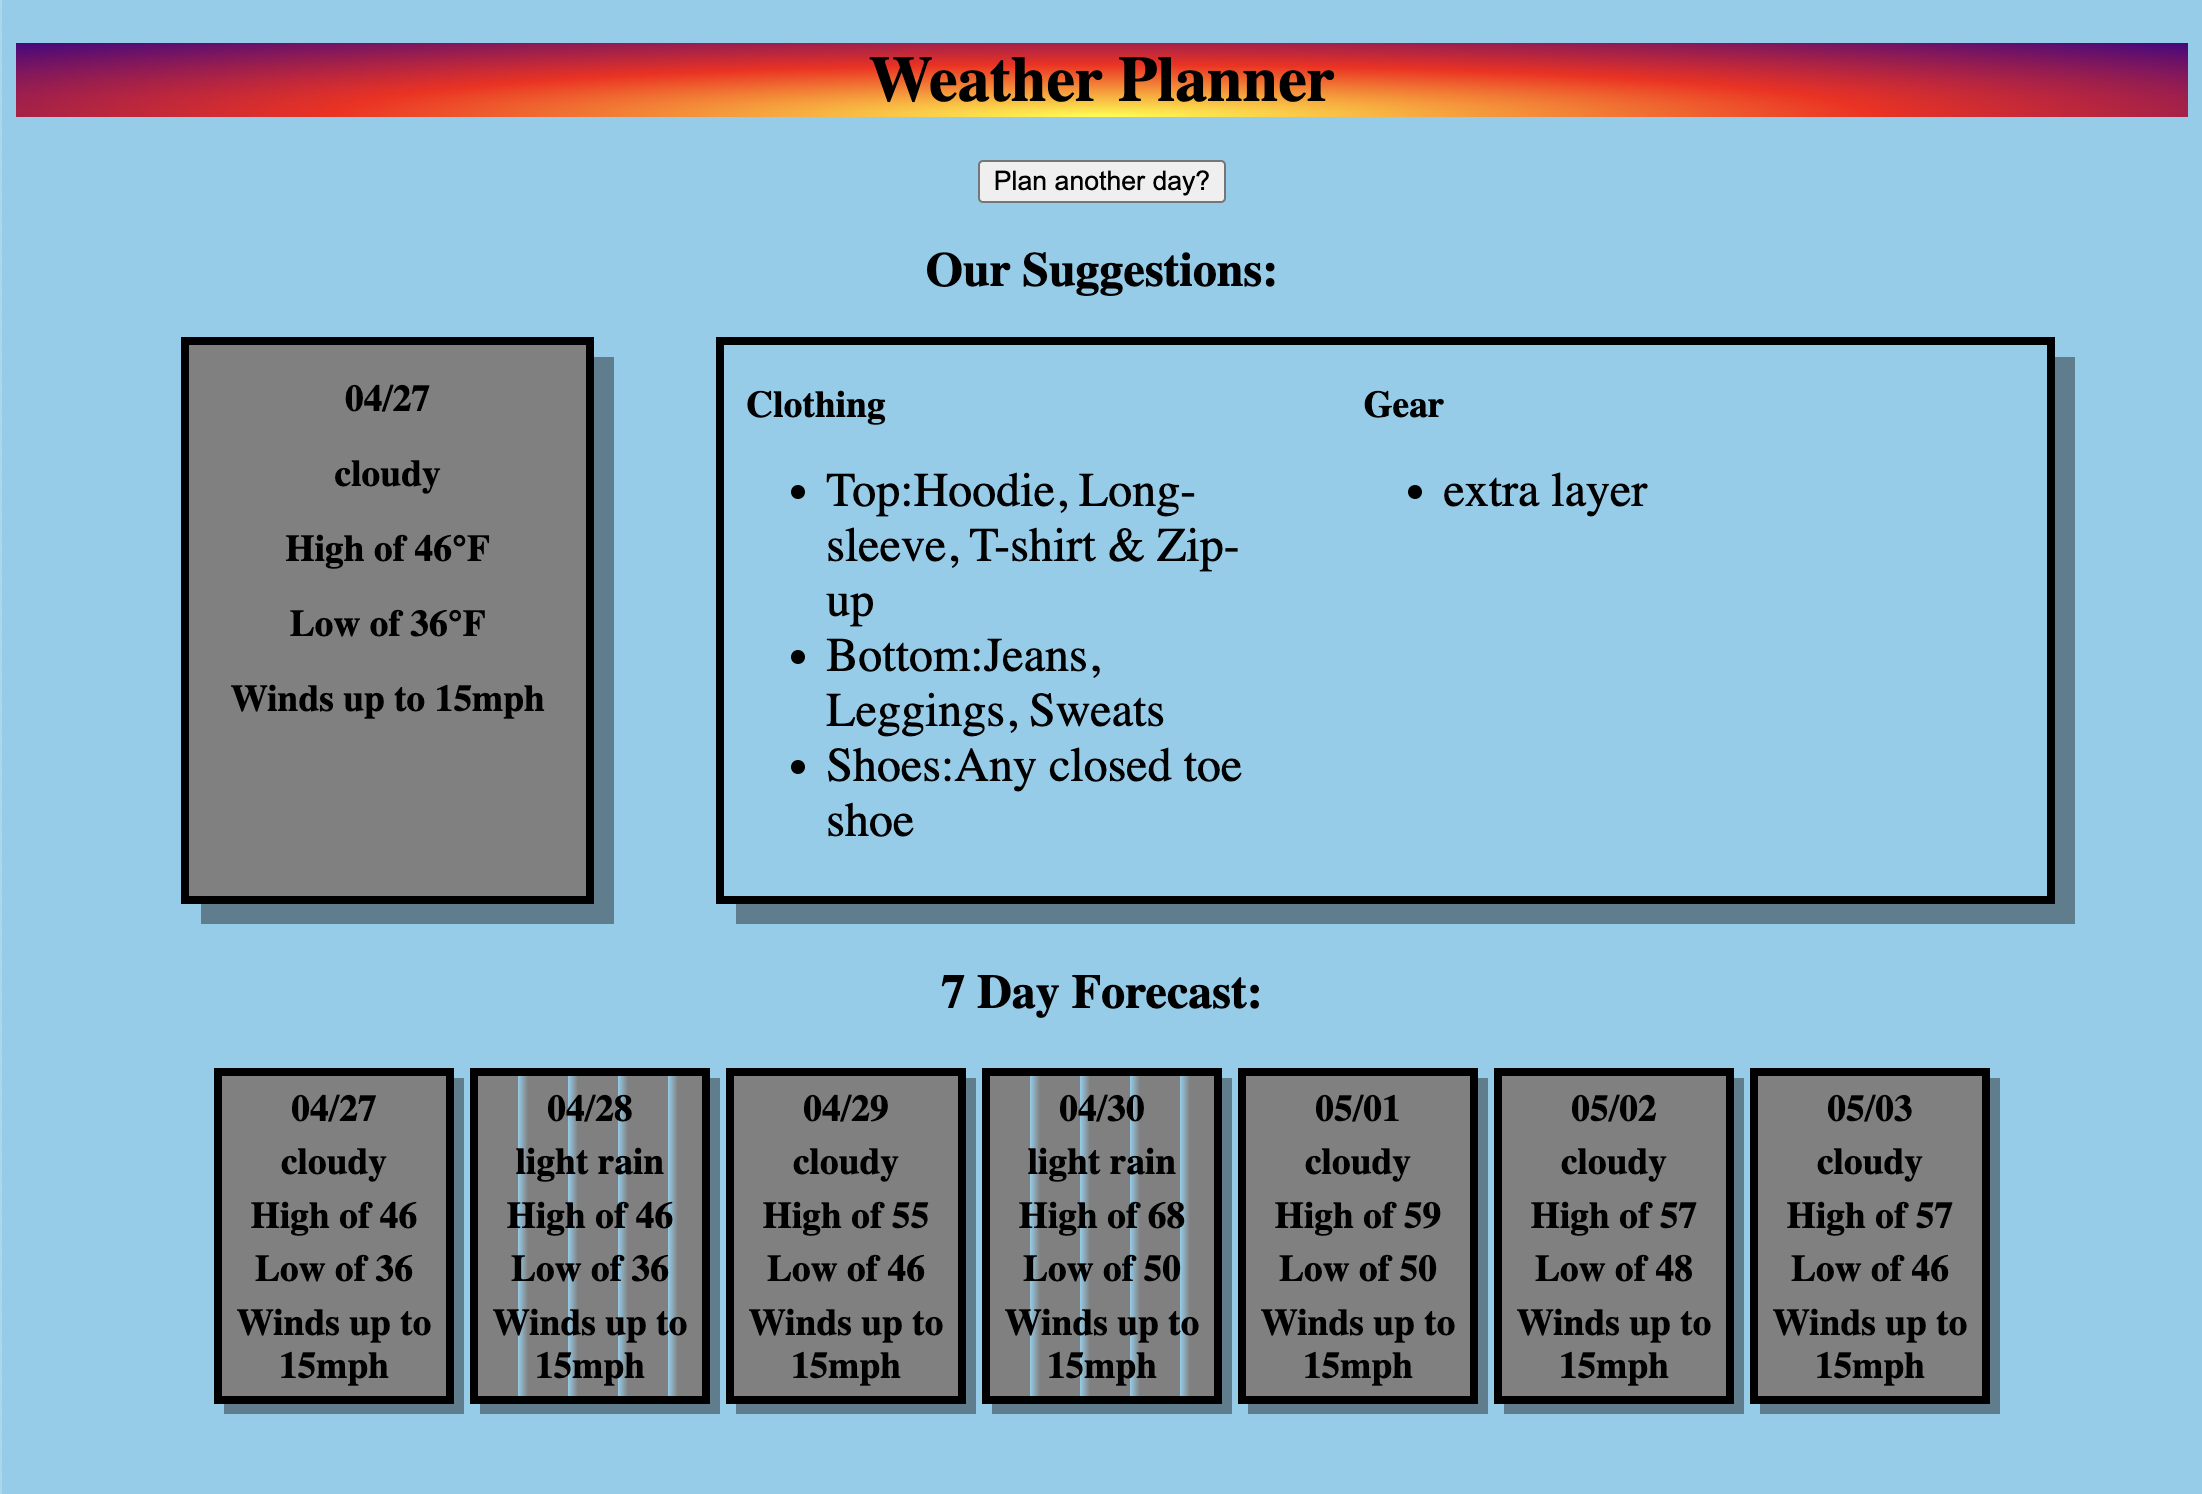 Weather Planner
Plan another day?
Our Suggestions:
04/27
cloudy
High of 46°F
Low of 36°F
Winds up to 15mph
Clothing
Top:Hoodie, Long-
sleeve, T-shirt & Zip-
up
Bottom:Jeans,
Leggings, Sweats
Shoes:Any closed toe
shoe
Gear
extra layer
7 Day Forecast:
04/27
cloudy
High of 46
Low of 36
Winds up to
15mph
04/28
light rain
High of 46
Low of 36
Winds up to
15mph
04/29
cloudy
High of 55
Low of 46
Winds up to
15mph
04/30
light rain
High of 68
Low of 50
Winds up to
15mph
05/01
cloudy
High of 59
Low of 50
Winds up to
15mph
05/02
cloudy
High of 57
Low of 48
Winds up to
15mph
05/03
cloudy
High of 57
Low of 46
Winds up to
15mph